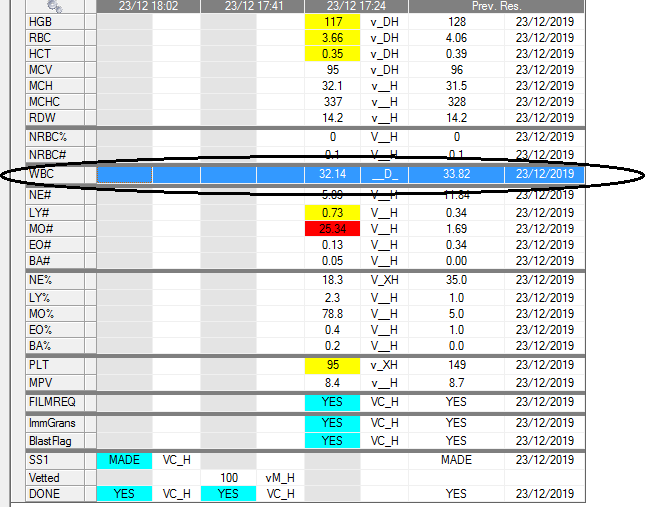 23/12 18:02 23/12 17:41 23/12 17:24 Prev. Res.
HGB 117 v_DH 128 23/12/2019
RBC 3.66 v_DH 4.06 23/12/2019
HCT 0.35 v_DH 0.39 23/12/2019
MCV 95 v_DH 96 23/12/2019
MCH 32.1 v__H 31.5 23/12/2019
MCHC 337 v__H 328 23/12/2019
RDW 14.2 v__H 14.2 23/12/2019
NRBC% 0 V__H 0 23/12/2019
NRBC# 0.1 V__H 0.1 23/12/2019
WBC 32.14 __D_ 33.82 23/12/2019
NE# V__H 11.84 23/12/2019
LY# 0.73 V__H 0.34 23/12/2019
MO# 25.34 V__H 1.69 23/12/2019
EO# 0.13 V__H 0.34 23/12/2019
BA# 0.05 V__H 0.00 23/12/2019
NE% 18.3 V_XH 35.0 23/12/2019
LY% 2.3 V__H 1.0 23/12/2019
MO% 78.8 V__H 5.0 23/12/2019
EO% 0.4 V__H 1.0 23/12/2019
BA% 0.2 V__H 0.0 23/12/2019
PLT 95 v_XH 149 23/12/2019
MPV 8.4 v__H 8.7 23/12/2019
FILMREQ YES VC_H YES 23/12/2019
ImmGrans YES VC_H YES 23/12/2019
BlastFlag YES VC_H YES 23/12/2019
SS1 MADE VC_H MADE 23/12/2019
Vetted 100 vM_H
DONE YES VC_H YES VC_H YES 23/12/2019